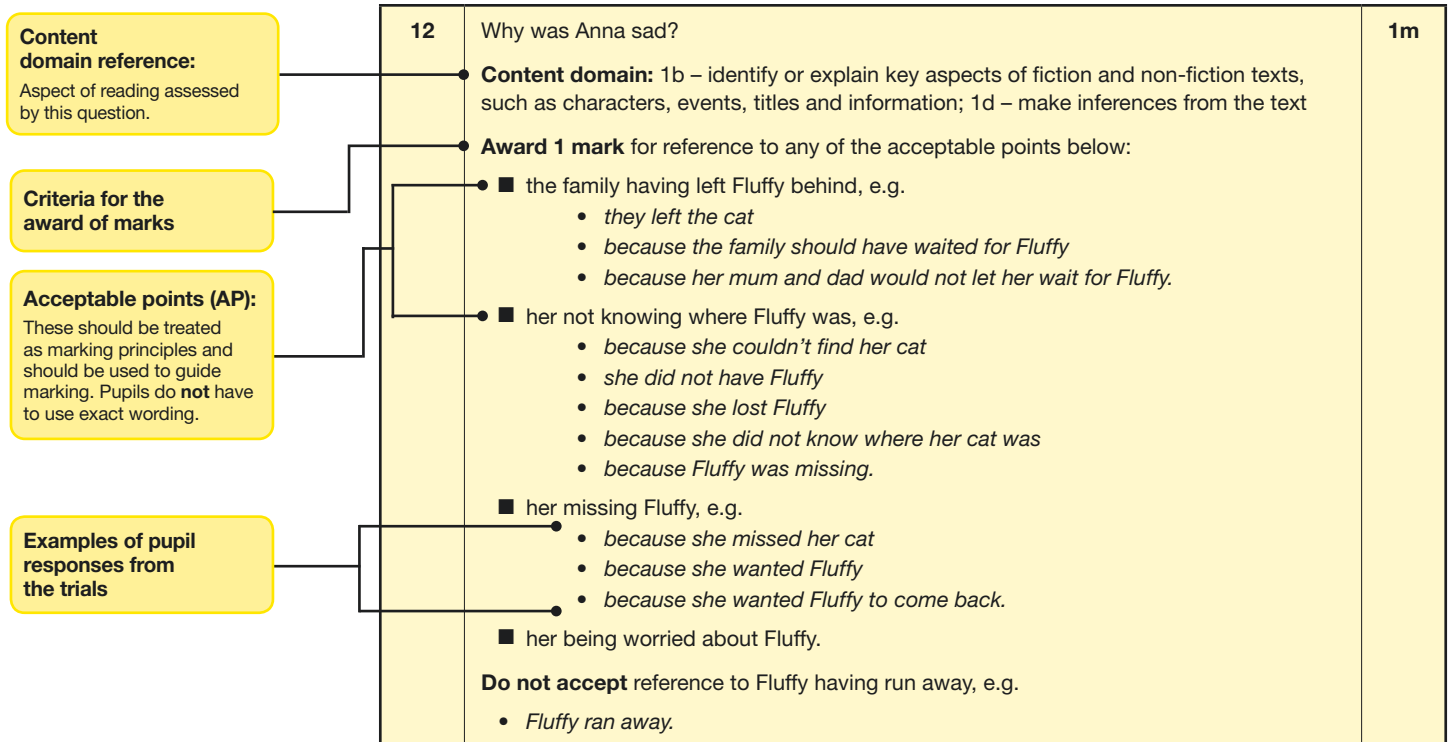 Content
domain reference:
Aspect of reading assessed
by this question.
Criteria for the
award of marks
Acceptable points (AP):
These should be treated
as marking principles and
should be used to guide
marking. Pupils do not have
to use exact wording.
Examples of pupil
responses from
the trials
12 Why was Anna sad? 1m
Content domain: 1b – identify or explain key aspects of fiction and non-fiction texts,
such as characters, events, titles and information; 1d – make inferences from the text
Award 1 mark for reference to any of the acceptable points below:
■ the family having left Fluffy behind, e.g.
• they left the cat
• because the family should have waited for Fluffy
• because her mum and dad would not let her wait for Fluffy.
■ her not knowing where Fluffy was, e.g.
• because she couldn't find her cat
• she did not have Fluffy
• because she lost Fluffy
• because she did not know where her cat was
• because Fluffy was missing.
■ her missing Fluffy, e.g.
• because she missed her cat
• because she wanted Fluffy
• because she wanted Fluffy to come back.
■ her being worried about Fluffy.
Do not accept reference to Fluffy having run away, e.g.
• Fluffy ran away.